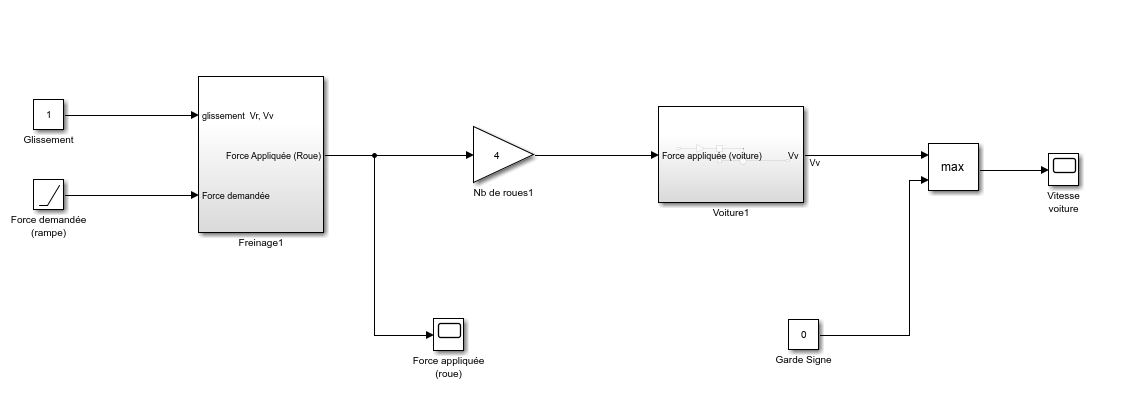 1
Glissement
Force demandée
(rampe)
glissement Vr, Vv
Force Appliquée (Roue)
Force demandée
Freinage1
4
Nb de roues1
Force appliquée
(roue)
Force appliquée (voiture)
Vv
Voiture1
Vv
0
Garde Signe
max
Vitesse
voiture